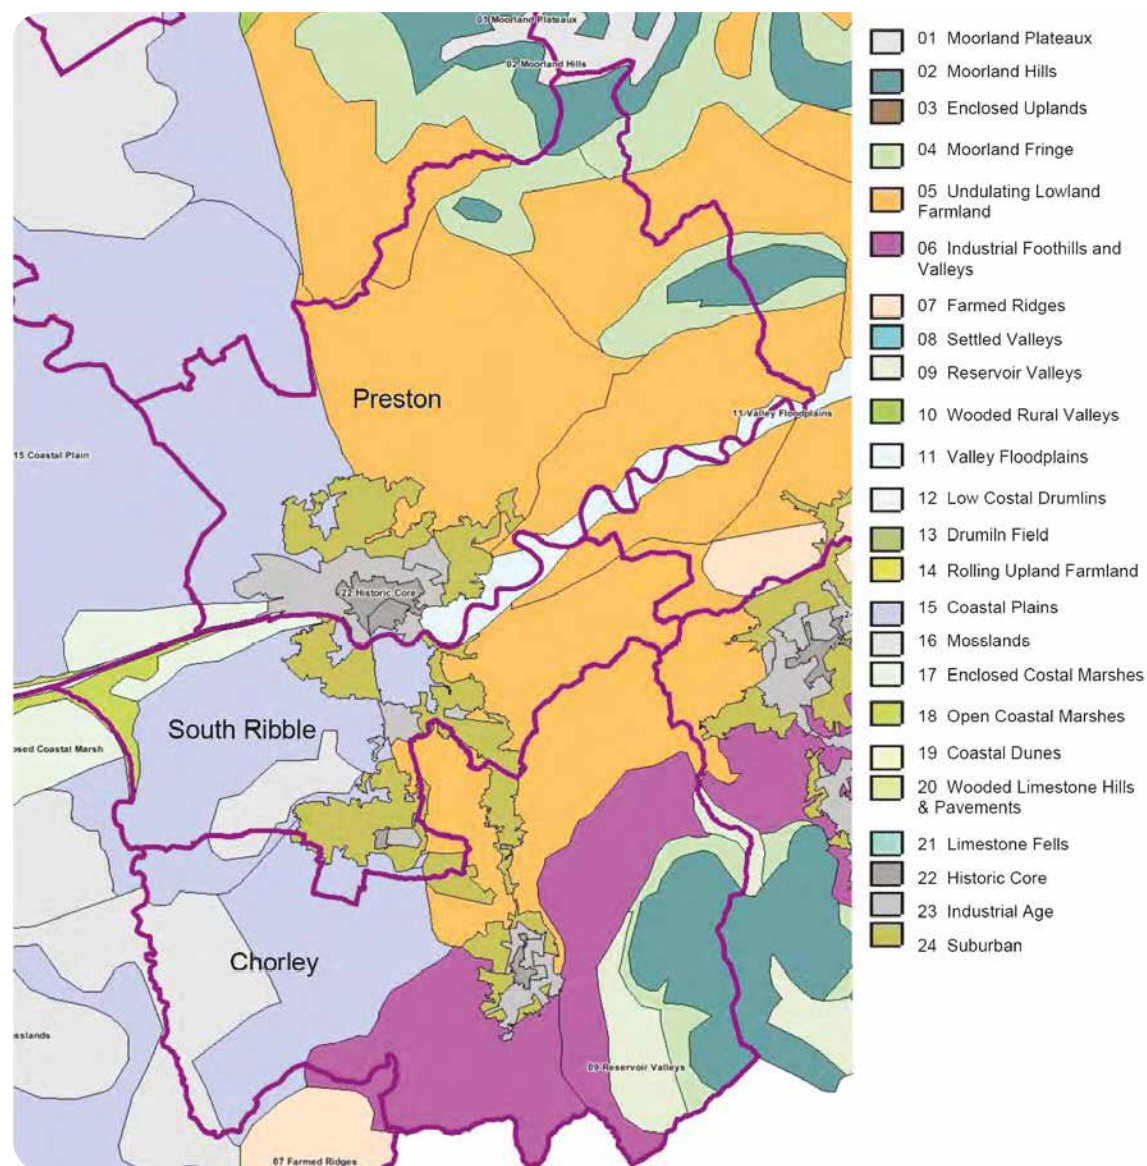 01 Moorland Plateaux
02 Moorland Hills
Preston
11 Valley Floodplains
15 Coastal Plain
22 Historic Core
South Ribble
osed Coastal Marsh
Chorley
osslands
09 Reservoir Valleys
07 Farmed Ridges
01 Moorland Plateaux
02 Moorland Hills
03 Enclosed Uplands
04 Moorland Fringe
05 Undulating Lowland
Farmland
06 Industrial Foothills and
Valleys
07 Farmed Ridges
08 Settled Valleys
09 Reservoir Valleys
10 Wooded Rural Valleys
11 Valley Floodplains
12 Low Costal Drumlins
13 Drumiln Field
14 Rolling Upland Farmland
15 Coastal Plains
16 Mosslands
17 Enclosed Costal Marshes
18 Open Coastal Marshes
19 Coastal Dunes
20 Wooded Limestone Hills
& Pavements
21 Limestone Fells
22 Historic Core
23 Industrial Age
24 Suburban